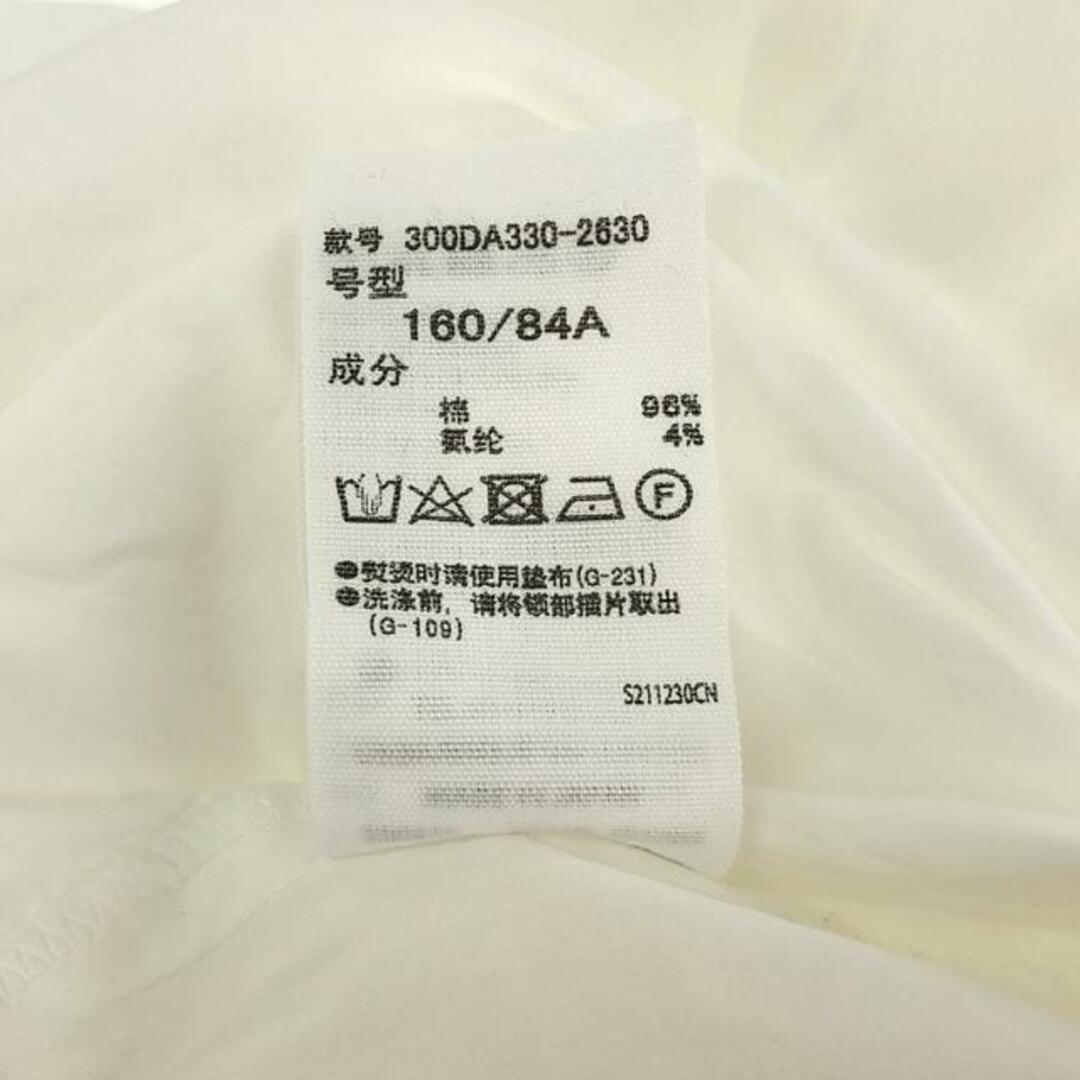 款号 300DA330-2630
号型
160/84A
成分
棉 96%
氨纶 4%
F
●熨烫时请使用垫布(G-231)
●洗涤前，请将领部插片取出
(G-109)
S211230CN